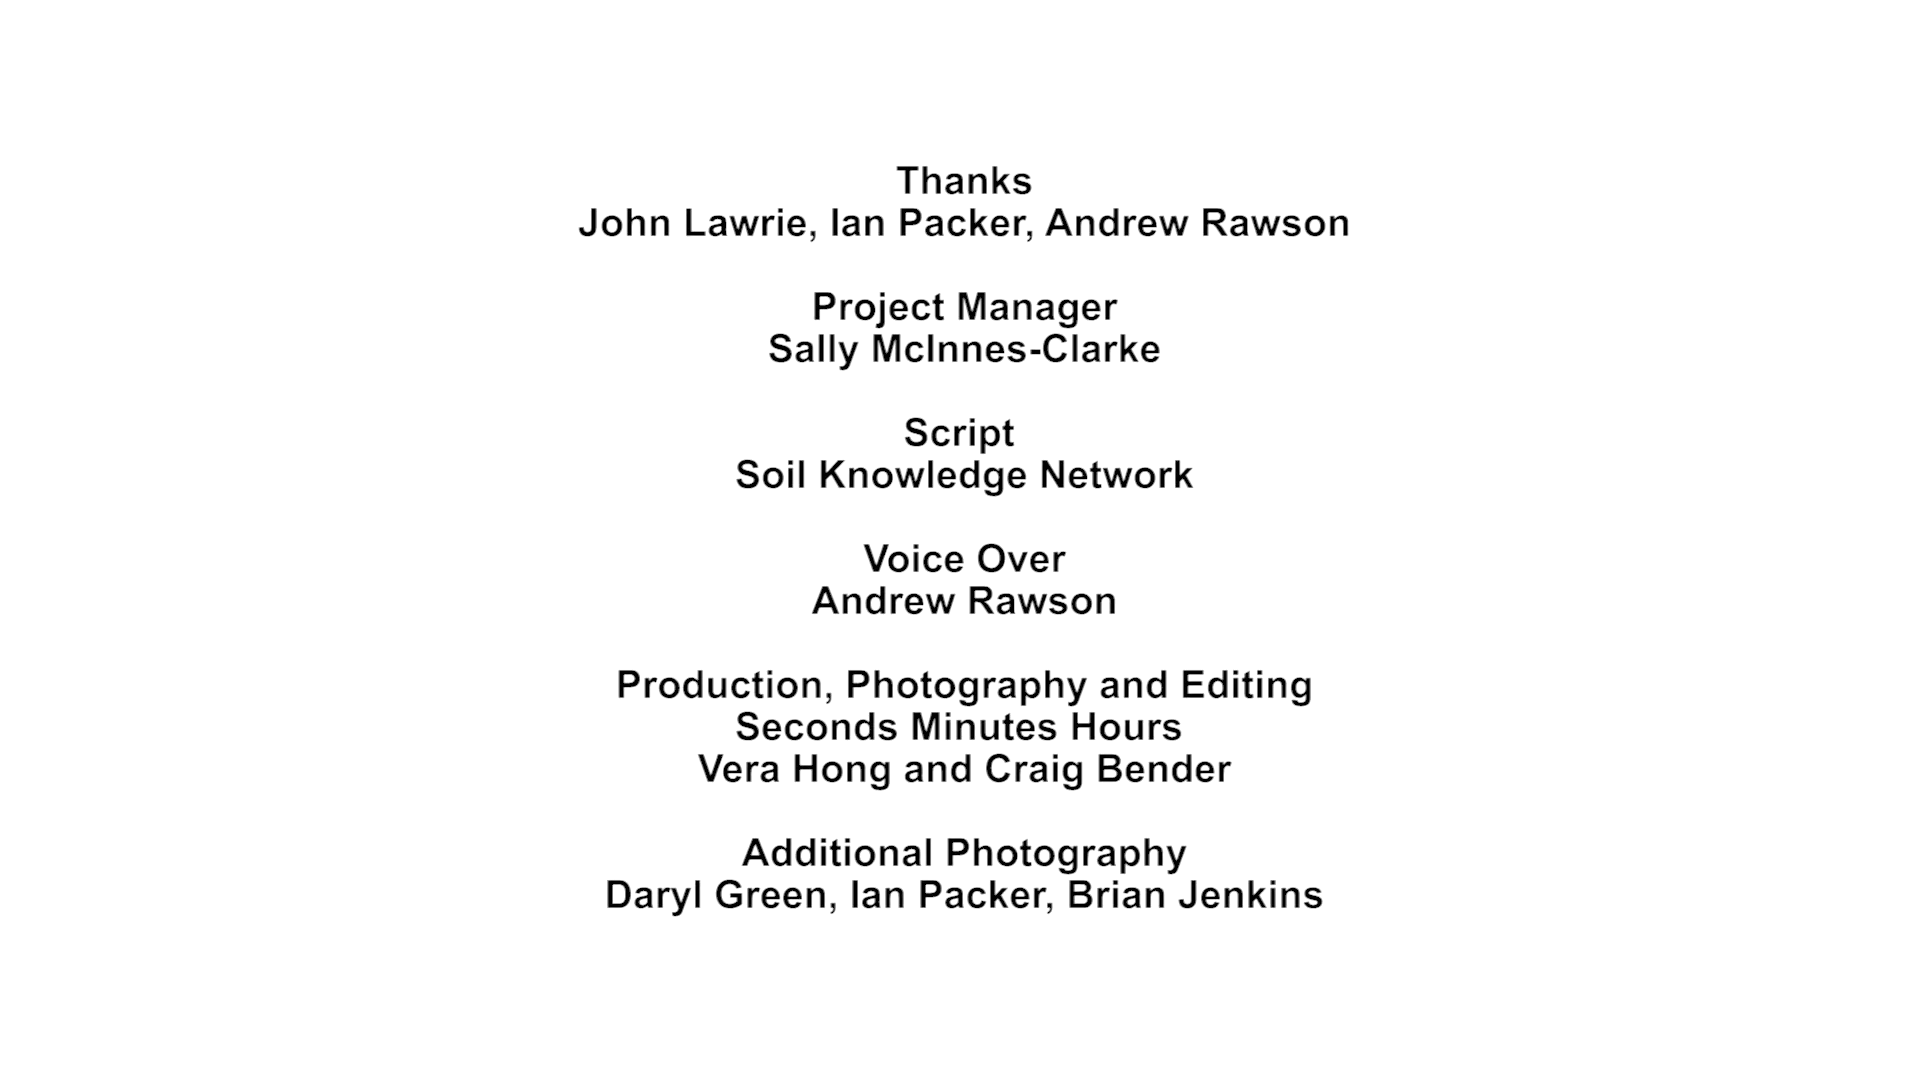 Thanks
John Lawrie, Ian Packer, Andrew Rawson
Project Manager
Sally McInnes-Clarke
Script
Soil Knowledge Network
Voice Over
Andrew Rawson
Production, Photography and Editing
Seconds Minutes Hours
Vera Hong and Craig Bender
Additional Photography
Daryl Green, Ian Packer, Brian Jenkins